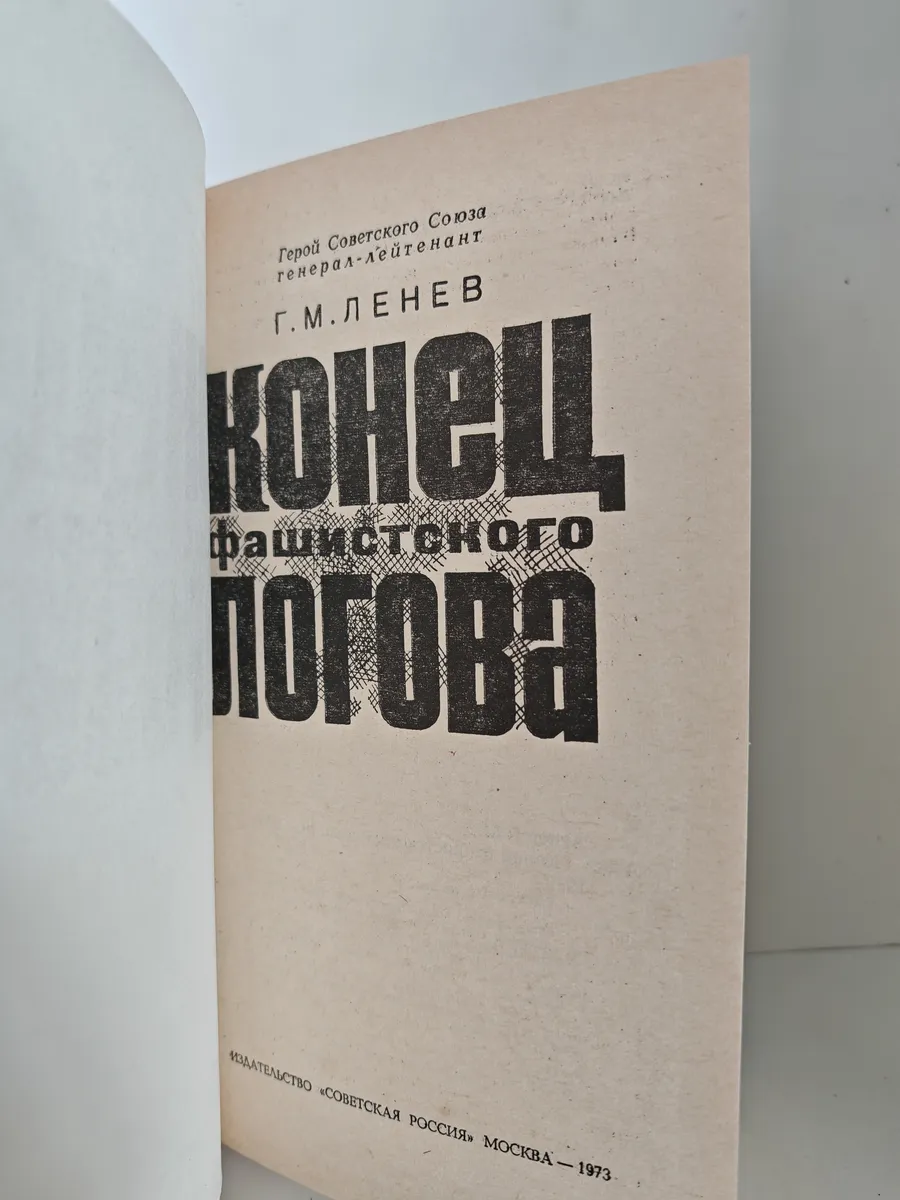 Герой Советского Союза
генерал-лейтенант
Г. М. ЛЕНЕВ
КОНЕЦ
фашистского
ЛОГОВА
ИЗДАТЕЛЬСТВО «СОВЕТСКАЯ РОССИЯ» МОСКВА — 1973